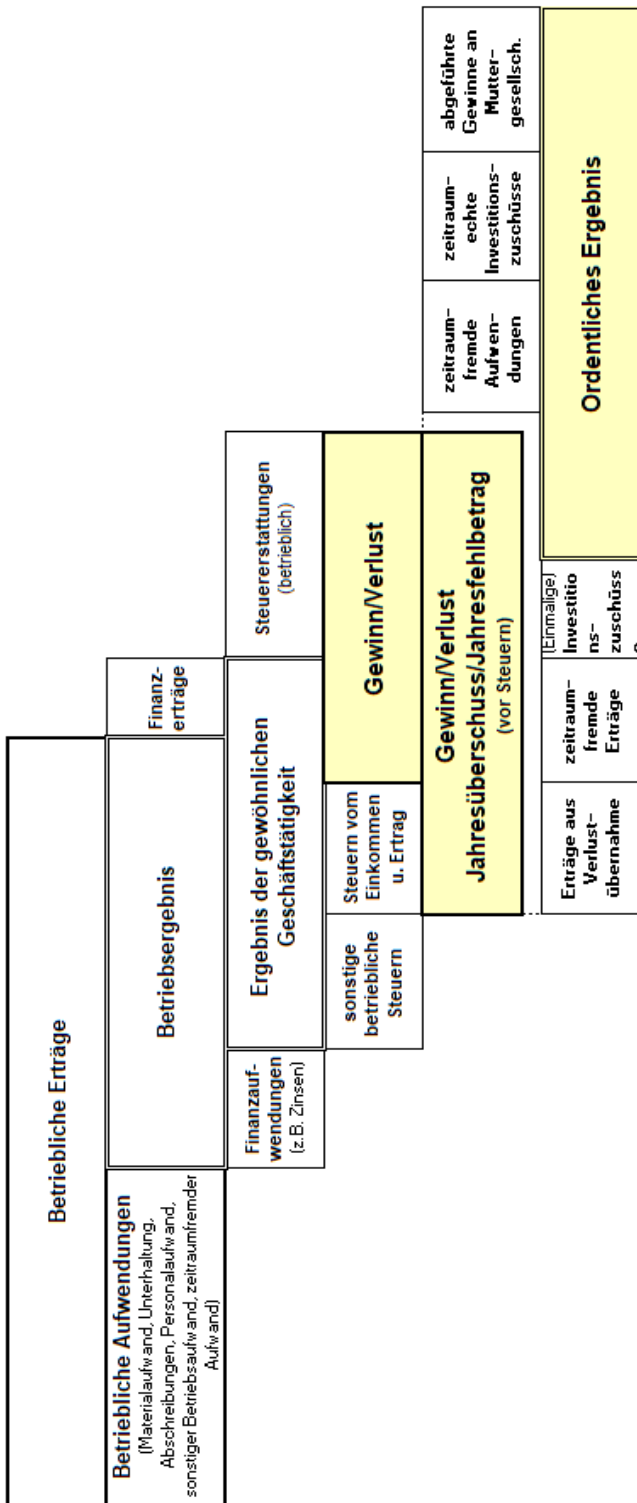 Betriebliche Erträge
Betriebliche Aufwendungen
(Materialaufwand, Unterhaltung,
Abschreibungen, Personalaufwand,
sonstiger Betriebsaufwand, zeitraumfremder
Aufwand)
Betriebsergebnis
Finanz-
erträge
Finanzauf-
wendungen
(z.B. Zinsen)
Ergebnis der gewöhnlichen
Geschäftstätigkeit
Steuererstattungen
(betrieblich)
sonstige
betriebliche
Steuern
Steuern vom
Einkommen
u. Ertrag
Gewinn/Verlust
Gewinn/Verlust
Jahresüberschuss/Jahresfehlbetrag
(vor Steuern)
zeitraum-
fremde
Aufwen-
dungen
zeitraum-
echte
Investitions-
zuschüsse
abgeführte
Gewinne an
Mutter-
gesellsch.
Erträge aus
Verlust-
übernahme
zeitraum-
fremde
Erträge
(Einmalige)
Investitio
ns-
zuschüss
Ordentliches Ergebnis